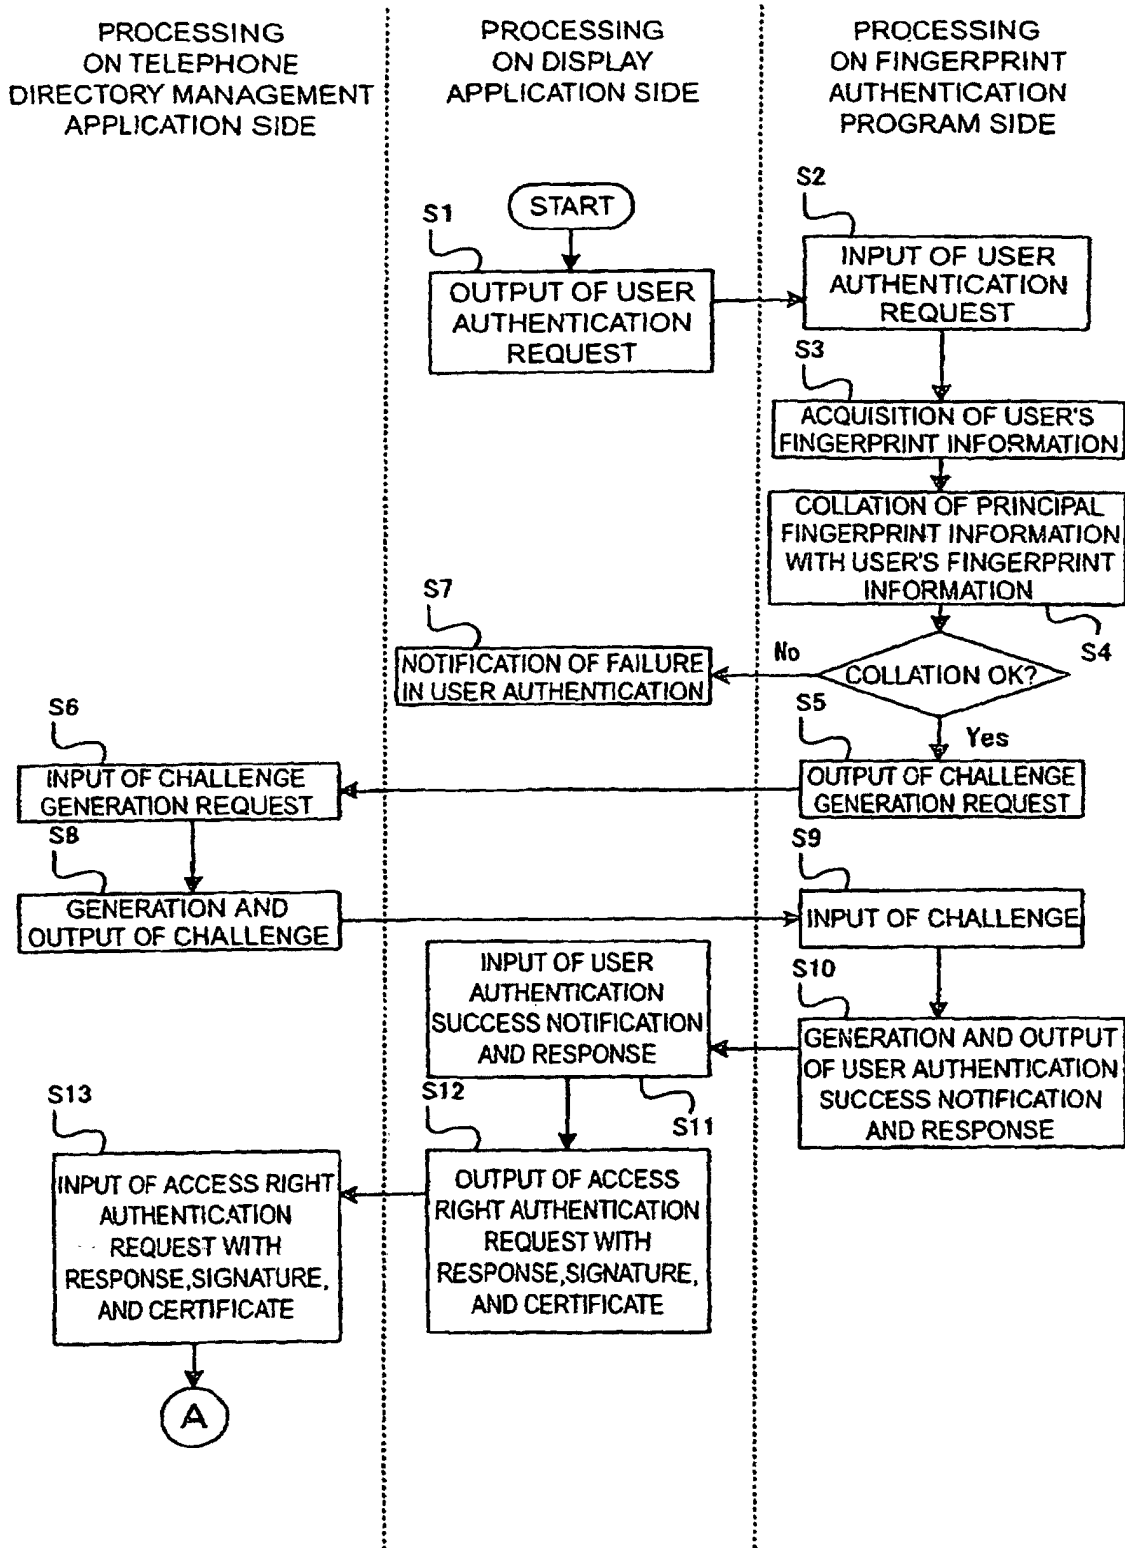 PROCESSING
ON TELEPHONE
DIRECTORY MANAGEMENT
APPLICATION SIDE
PROCESSING
ON DISPLAY
APPLICATION SIDE
PROCESSING
ON FINGERPRINT
AUTHENTICATION
PROGRAM SIDE
START
S1
OUTPUT OF USER
AUTHENTICATION
REQUEST
S2
INPUT OF USER
AUTHENTICATION
REQUEST
S3
ACQUISITION OF USER'S
FINGERPRINT INFORMATION
COLLATION OF PRINCIPAL
FINGERPRINT INFORMATION
WITH USER'S FINGERPRINT
INFORMATION
S4
COLLATION OK?
No
S7
NOTIFICATION OF FAILURE
IN USER AUTHENTICATION
Yes
S5
OUTPUT OF CHALLENGE
GENERATION REQUEST
S6
INPUT OF CHALLENGE
GENERATION REQUEST
S8
GENERATION AND
OUTPUT OF CHALLENGE
S9
INPUT OF CHALLENGE
S10
GENERATION AND OUTPUT
OF USER AUTHENTICATION
SUCCESS NOTIFICATION
AND RESPONSE
INPUT OF USER
AUTHENTICATION
SUCCESS NOTIFICATION
AND RESPONSE
S11
S12
OUTPUT OF ACCESS
RIGHT AUTHENTICATION
REQUEST WITH
RESPONSE,SIGNATURE,
AND CERTIFICATE
S13
INPUT OF ACCESS RIGHT
AUTHENTICATION
REQUEST WITH
RESPONSE,SIGNATURE,
AND CERTIFICATE
A